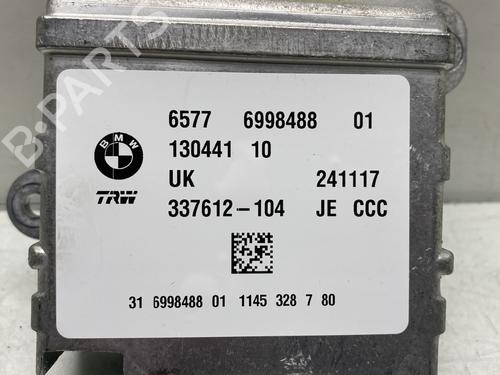 6577 6998488 01
BMW
130441 10
UK 241117
TRW
337612-104 JE CCC
31 6998488 01 1145 328 7 80
B-PARTS